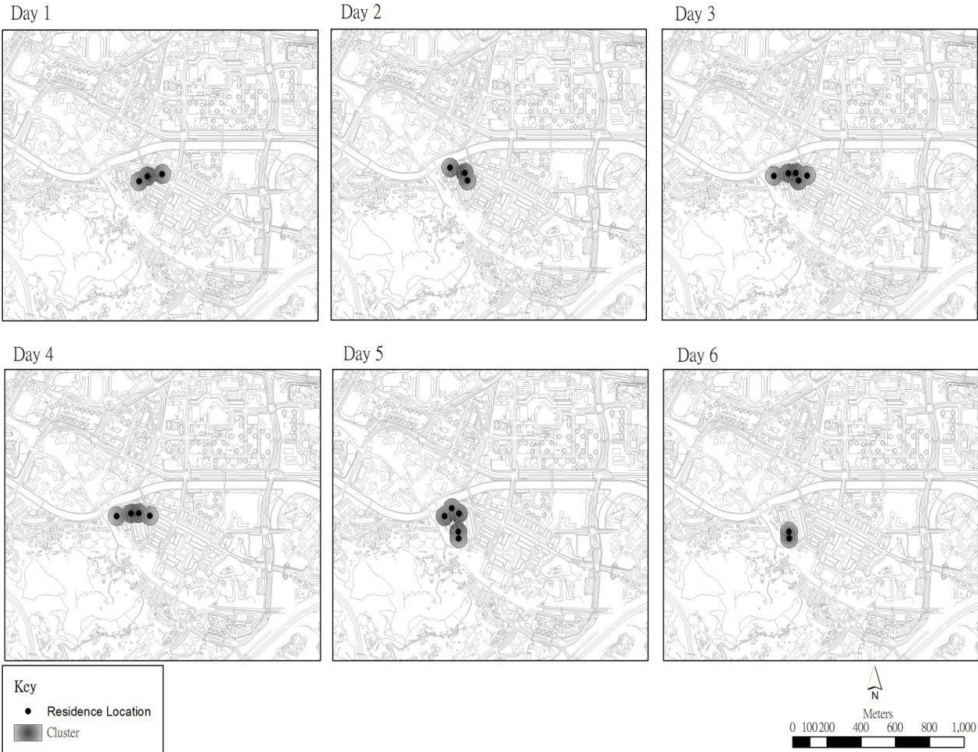 Day 1
Day 2
Day 3
Day 4
Day 5
Day 6
Key
Residence Location
Cluster
N
Meters
0 100 200 400 600 800 1,000